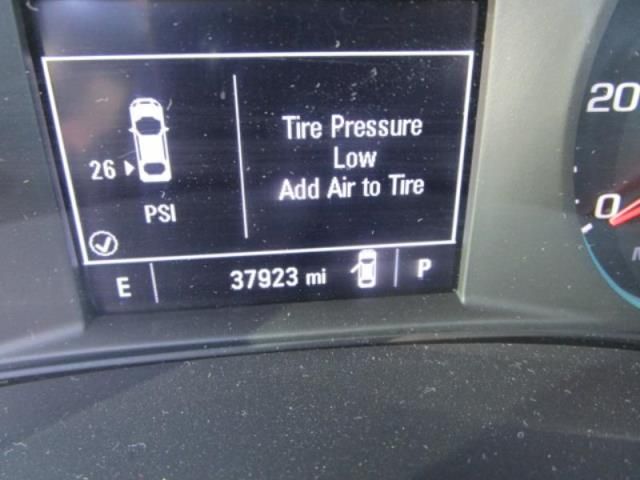 Tire Pressure
Low
Add Air to Tire
26
PSI
E
37923 mi
P
20
0